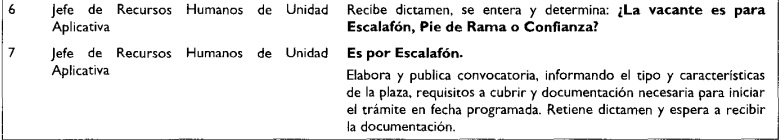 6 Jefe de Recursos Humanos de Unidad Recibe dictamen, se entera y determina: ¿La vacante es para
Aplicativa Escalafón, Pie de Rama o Confianza?
7 Jefe de Recursos Humanos de Unidad Es por Escalafón.
Aplicativa
Elabora y publica convocatoria, informando el tipo y características
de la plaza, requisitos a cubrir y documentación necesaria para iniciar
el trámite en fecha programada. Retiene dictamen y espera a recibir
la documentación.